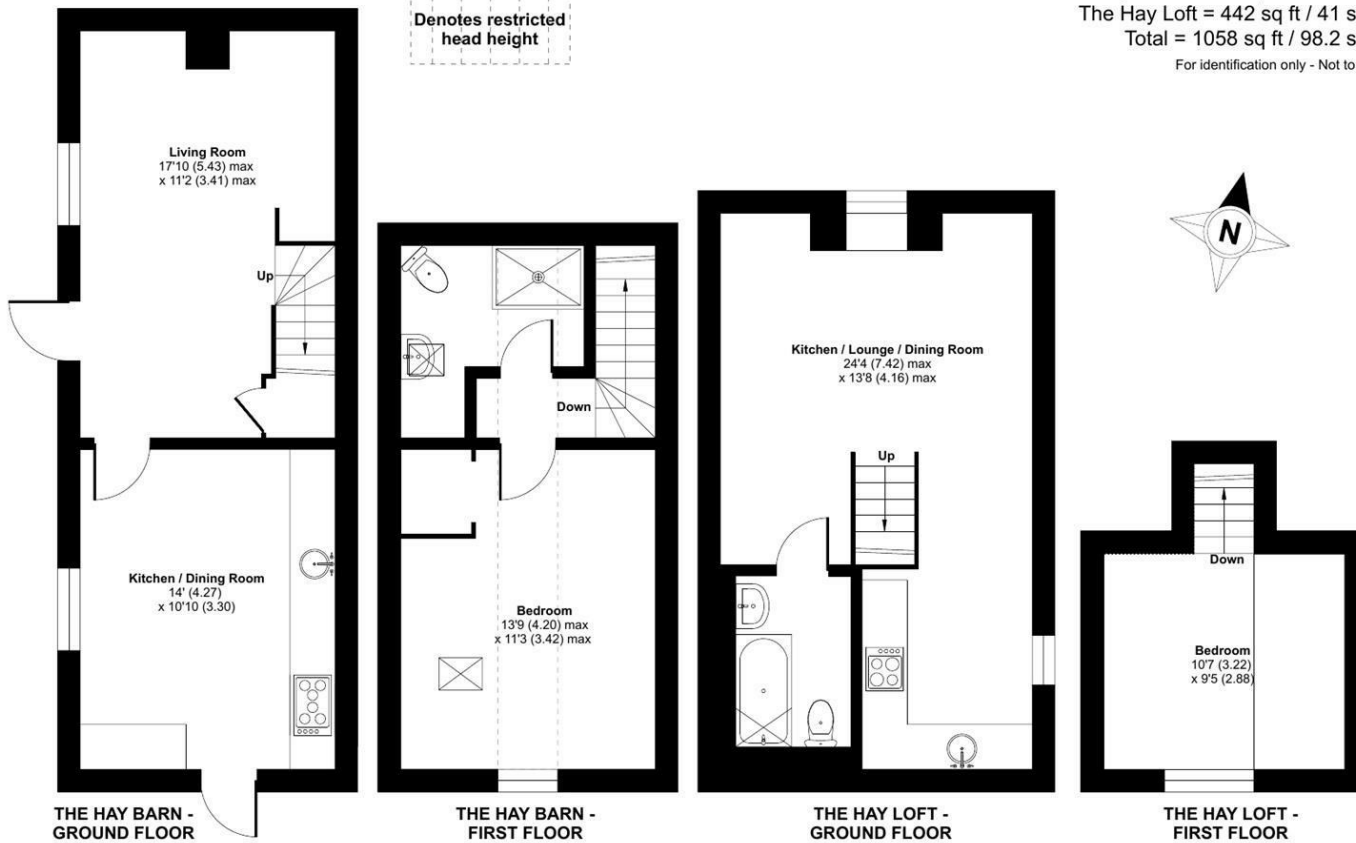 Denotes restricted
head height
The Hay Loft = 442 sq ft / 41 s
Total = 1058 sq ft / 98.2 s
For identification only - Not to
Living Room
17'10 (5.43) max
x 11'2 (3.41) max
Up
Kitchen / Dining Room
14' (4.27)
x 10'10 (3.30)
THE HAY BARN -
GROUND FLOOR
Down
Bedroom
13'9 (4.20) max
x 11'3 (3.42) max
THE HAY BARN -
FIRST FLOOR
Kitchen / Lounge / Dining Room
24'4 (7.42) max
x 13'8 (4.16) max
Up
THE HAY LOFT -
GROUND FLOOR
N
Down
Bedroom
10'7 (3.22)
x 9'5 (2.88)
THE HAY LOFT -
FIRST FLOOR